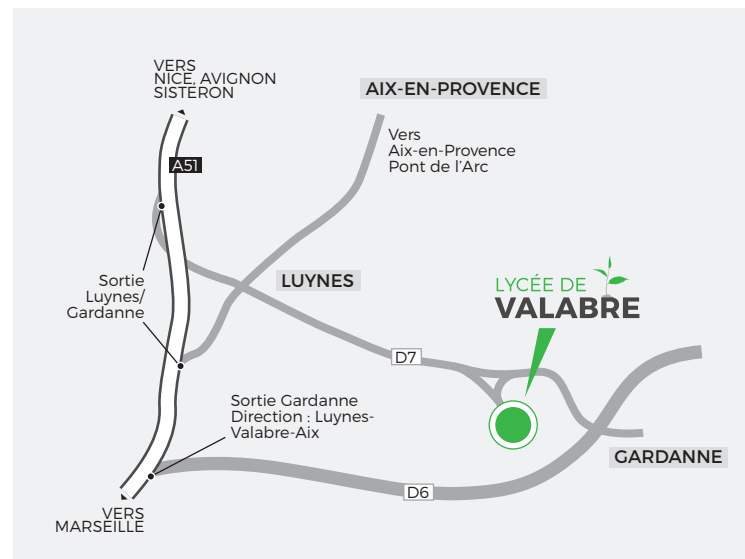 VERS
NICE, AVIGNON
SISTERON
AIX-EN-PROVENCE
Vers
Aix-en-Provence
Pont de l'Arc
A51
Sortie
Luynes/
Gardanne
LUYNES
LYCÉE DE
VALABRE
D7
Sortie Gardanne
Direction : Luynes-
Valabre-Aix
GARDANNE
D6
VERS
MARSEILLE